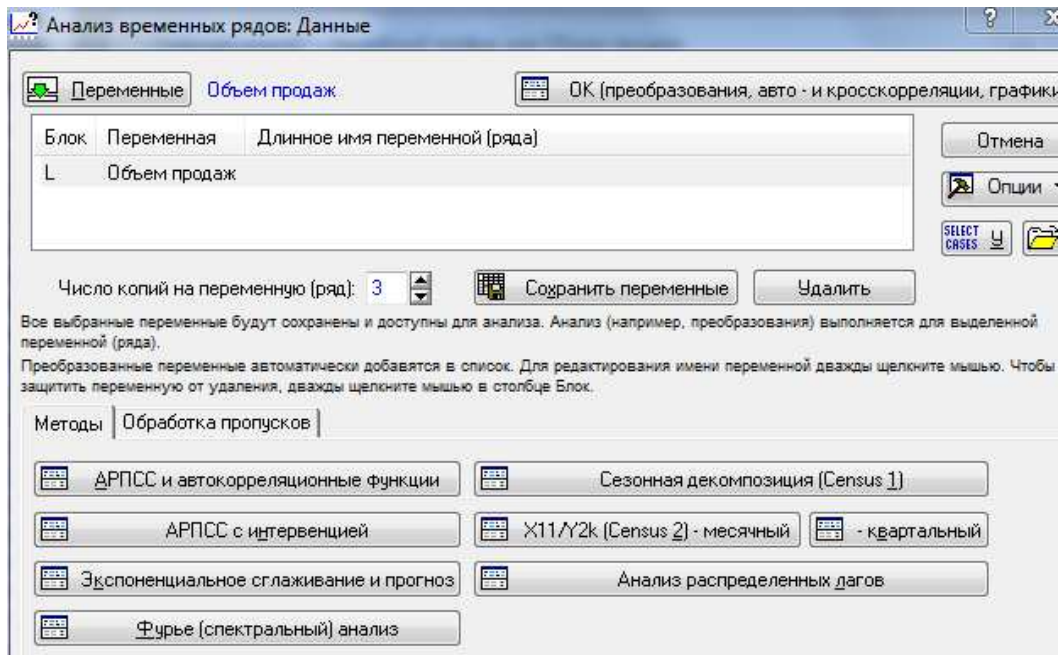 Анализ временных рядов: Данные
Переменные Объем продаж
ОК (преобразования, авто - и кросскорреляции, графики
Блок Переменная Длинное имя переменной (ряда)
L Объем продаж
Отмена
Опции
SELECT CASES Ц
Число копий на переменную (ряд): 3 Сохранить переменные Удалить
Все выбранные переменные будут сохранены и доступны для анализа. Анализ (например, преобразования) выполняется для выделенной
переменной (ряда).
Преобразованные переменные автоматически добавятся в список. Для редактирования имени переменной дважды щелкните мышью. Чтобы
защитить переменную от удаления, дважды щелкните мышью в столбце Блок.
Методы Обработка пропусков
АРПСС и автокорреляционные функции Сезонная декомпозиция (Census 1)
АРПСС с интервенцией X11/Y2k (Census 2) - месячный - квартальный
Экспоненциальное сглаживание и прогноз Анализ распределенных лагов
Фурье (спектральный) анализ